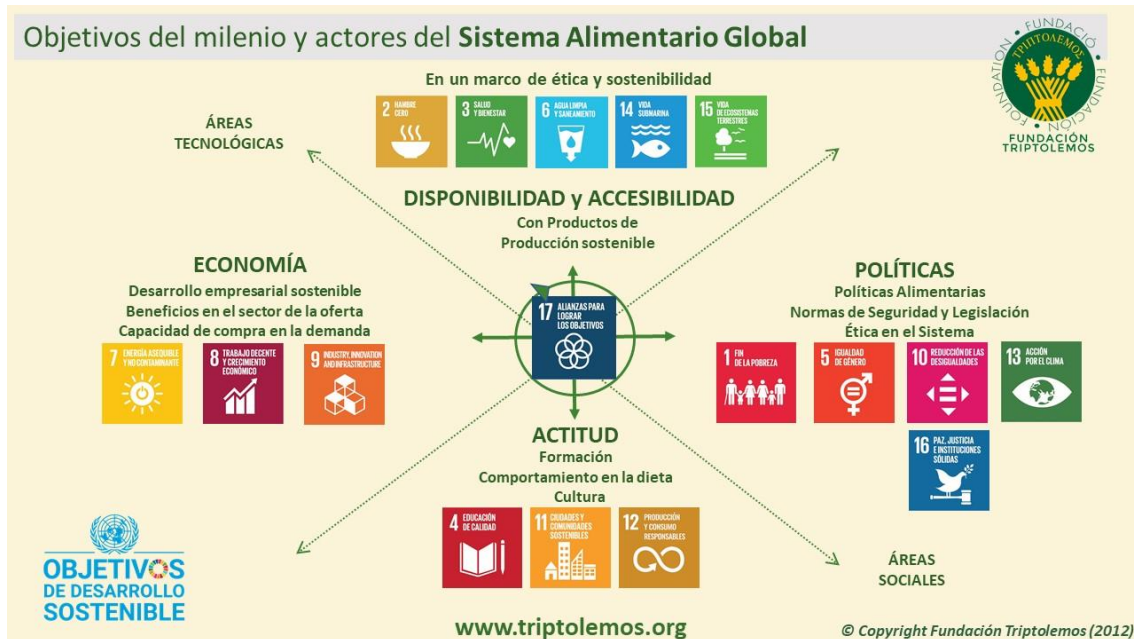 Objetivos del milenio y actores del Sistema Alimentario Global
FUNDACIÓ • FUNDACIÓN • FOUNDATION •
ΤΡΙΠΤΟΛΕΜΟΣ
FUNDACIÓN
TRIPTOLEMOS
En un marco de ética y sostenibilidad
2 HAMBRE
CERO
3 SALUD
Y BIENESTAR
6 AGUA LIMPIA
Y SANEAMIENTO
14 VIDA
SUBMARINA
15 VIDA
DE ECOSISTEMAS
TERRESTRES
ÁREAS
TECNOLÓGICAS
DISPONIBILIDAD y ACCESIBILIDAD
Con Productos de
Producción sostenible
ECONOMÍA
Desarrollo empresarial sostenible
Beneficios en el sector de la oferta
Capacidad de compra en la demanda
7 ENERGÍA ASEQUIBLE
Y NO CONTAMINANTE
8 TRABAJO DECENTE
Y CRECIMIENTO
ECONÓMICO
9 INDUSTRY, INNOVATION
AND INFRASTRUCTURE
17 ALIANZAS PARA
LOGRAR
LOS OBJETIVOS
POLÍTICAS
Políticas Alimentarias
Normas de Seguridad y Legislación
Ética en el Sistema
1 FIN
DE LA POBREZA
5 IGUALDAD
DE GÉNERO
10 REDUCCIÓN DE LAS
DESIGUALDADES
13 ACCIÓN
POR EL CLIMA
16 PAZ, JUSTICIA
E INSTITUCIONES
SÓLIDAS
ACTITUD
Formación
Comportamiento en la dieta
Cultura
4 EDUCACIÓN
DE CALIDAD
11 CIUDADES Y
COMUNIDADES
SOSTENIBLES
12 PRODUCCIÓN
Y CONSUMO
RESPONSABLES
OBJETIVOS
DE DESARROLLO
SOSTENIBLE
ÁREAS
SOCIALES
www.triptolemos.org
© Copyright Fundación Triptolemos (2012)